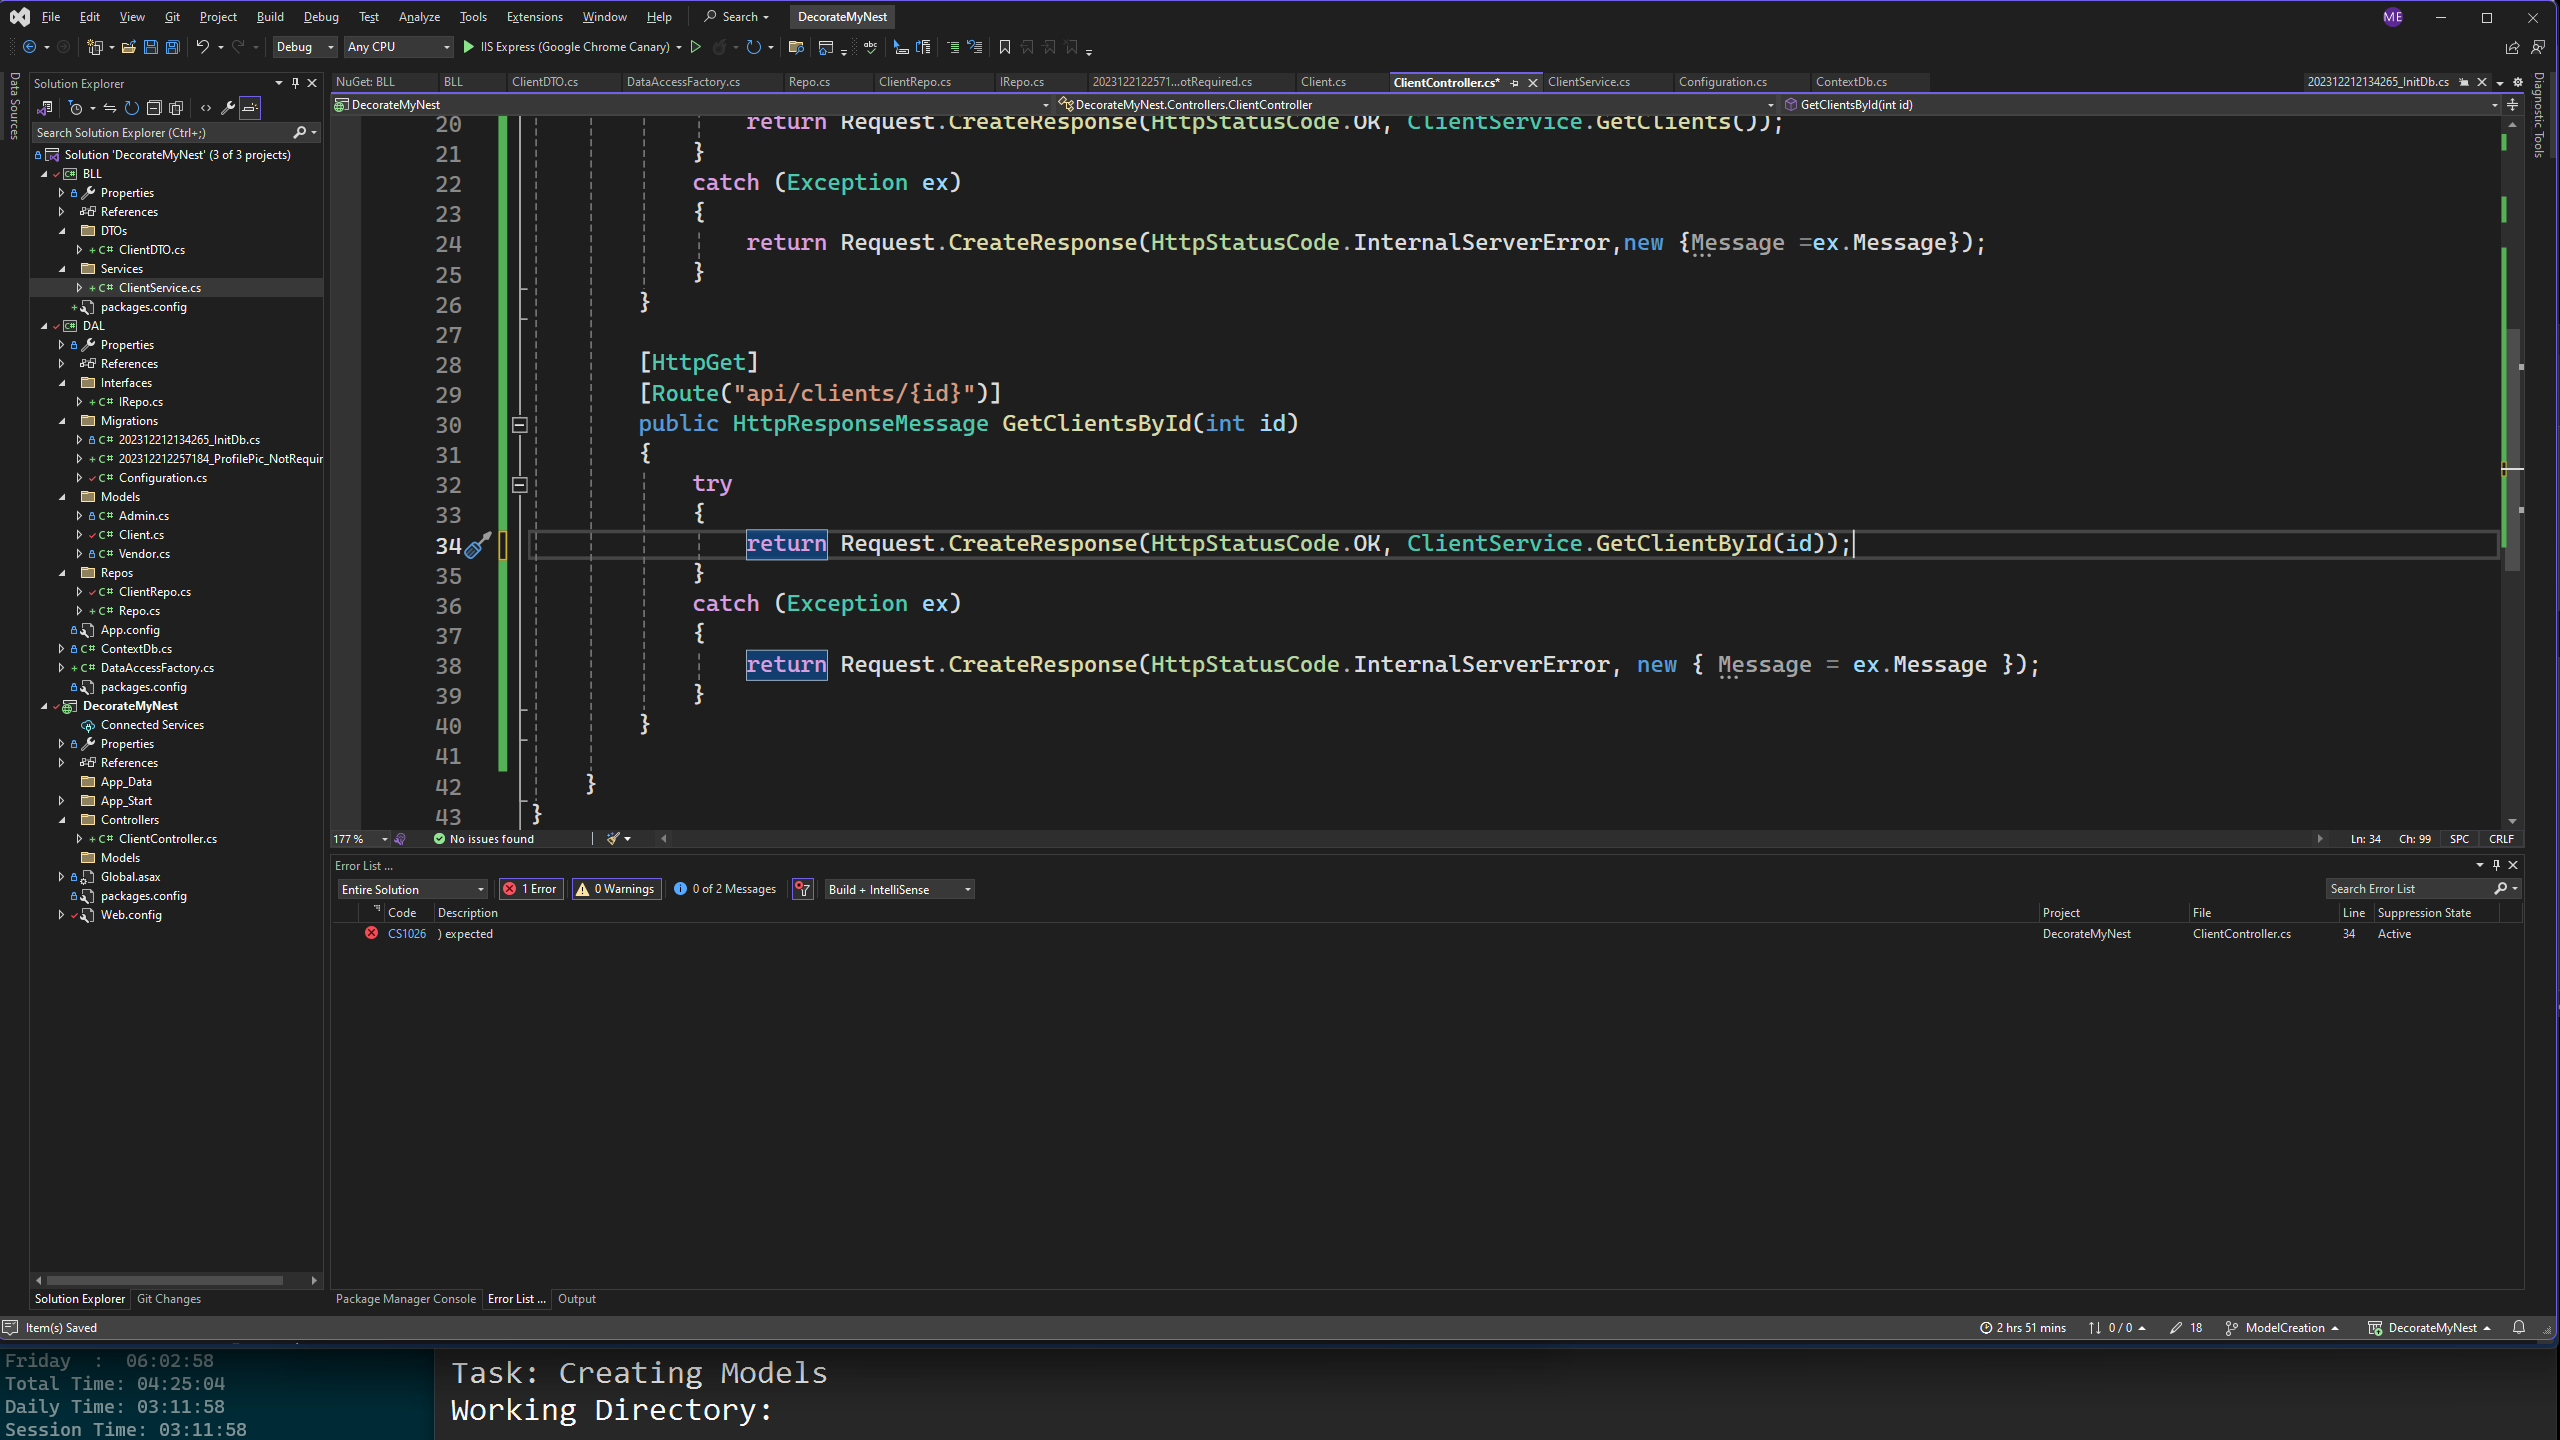 File Edit View Git Project Build Debug Test Analyze Tools Extensions Window Help Search DecorateMyNest ME
Debug Any CPU IIS Express (Google Chrome Canary)
Data Sources
Solution Explorer
Search Solution Explorer (Ctrl+;)
Solution 'DecorateMyNest' (3 of 3 projects)
BLL
Properties
References
DTOs
ClientDTO.cs
Services
ClientService.cs
packages.config
DAL
Properties
References
Interfaces
IRepo.cs
Migrations
202312212134265_InitDb.cs
202312212257184_ProfilePic_NotRequir
Configuration.cs
Models
Admin.cs
Client.cs
Vendor.cs
Repos
ClientRepo.cs
Repo.cs
App.config
ContextDb.cs
DataAccessFactory.cs
packages.config
DecorateMyNest
Connected Services
Properties
References
App_Data
App_Start
Controllers
ClientController.cs
Models
Global.asax
packages.config
Web.config
Solution Explorer Git Changes
NuGet: BLL BLL ClientDTO.cs DataAccessFactory.cs Repo.cs ClientRepo.cs IRepo.cs 2023122122571...otRequired.cs Client.cs ClientController.cs* ClientService.cs Configuration.cs ContextDb.cs 202312212134265_InitDb.cs
DecorateMyNest DecorateMyNest.Controllers.ClientController GetClientsById(int id)
Diagnostic Tools
20 return Request.CreateResponse(HttpStatusCode.OK, ClientService.GetClients());
21 }
22 catch (Exception ex)
23 {
24 return Request.CreateResponse(HttpStatusCode.InternalServerError,new {Message =ex.Message});
25 }
26 }
27
28 [HttpGet]
29 [Route("api/clients/{id}")]
30 public HttpResponseMessage GetClientsById(int id)
31 {
32 try
33 {
34 return Request.CreateResponse(HttpStatusCode.OK, ClientService.GetClientById(id));
35 }
36 catch (Exception ex)
37 {
38 return Request.CreateResponse(HttpStatusCode.InternalServerError, new { Message = ex.Message });
39 }
40 }
41
42 }
43 }
177 % No issues found Ln: 34 Ch: 99 SPC CRLF
Error List ...
Entire Solution 1 Error 0 Warnings 0 of 2 Messages Build + IntelliSense Search Error List
Code Description Project File Line Suppression State
CS1026 ) expected DecorateMyNest ClientController.cs 34 Active
Package Manager Console Error List ... Output
Item(s) Saved 2 hrs 51 mins 0 / 0 18 ModelCreation DecorateMyNest
Friday : 06:02:58
Total Time: 04:25:04
Daily Time: 03:11:58
Session Time: 03:11:58
Task: Creating Models
Working Directory: